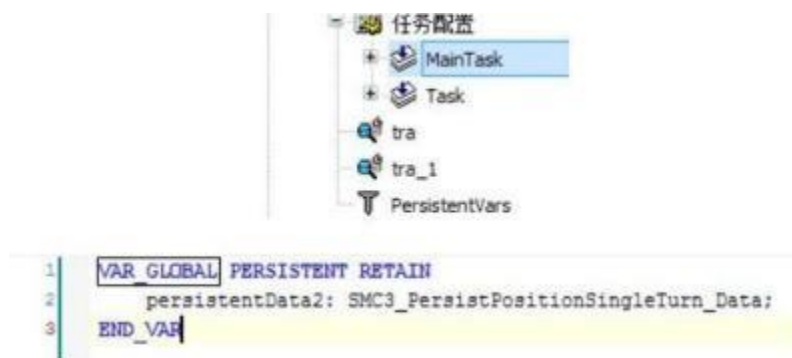 任务配置
MainTask
Task
tra
tra_1
PersistentVars
1 VAR_GLOBAL PERSISTENT RETAIN
2 persistentData2: SMC3_PersistPositionSingleTurn_Data;
3 END_VAR